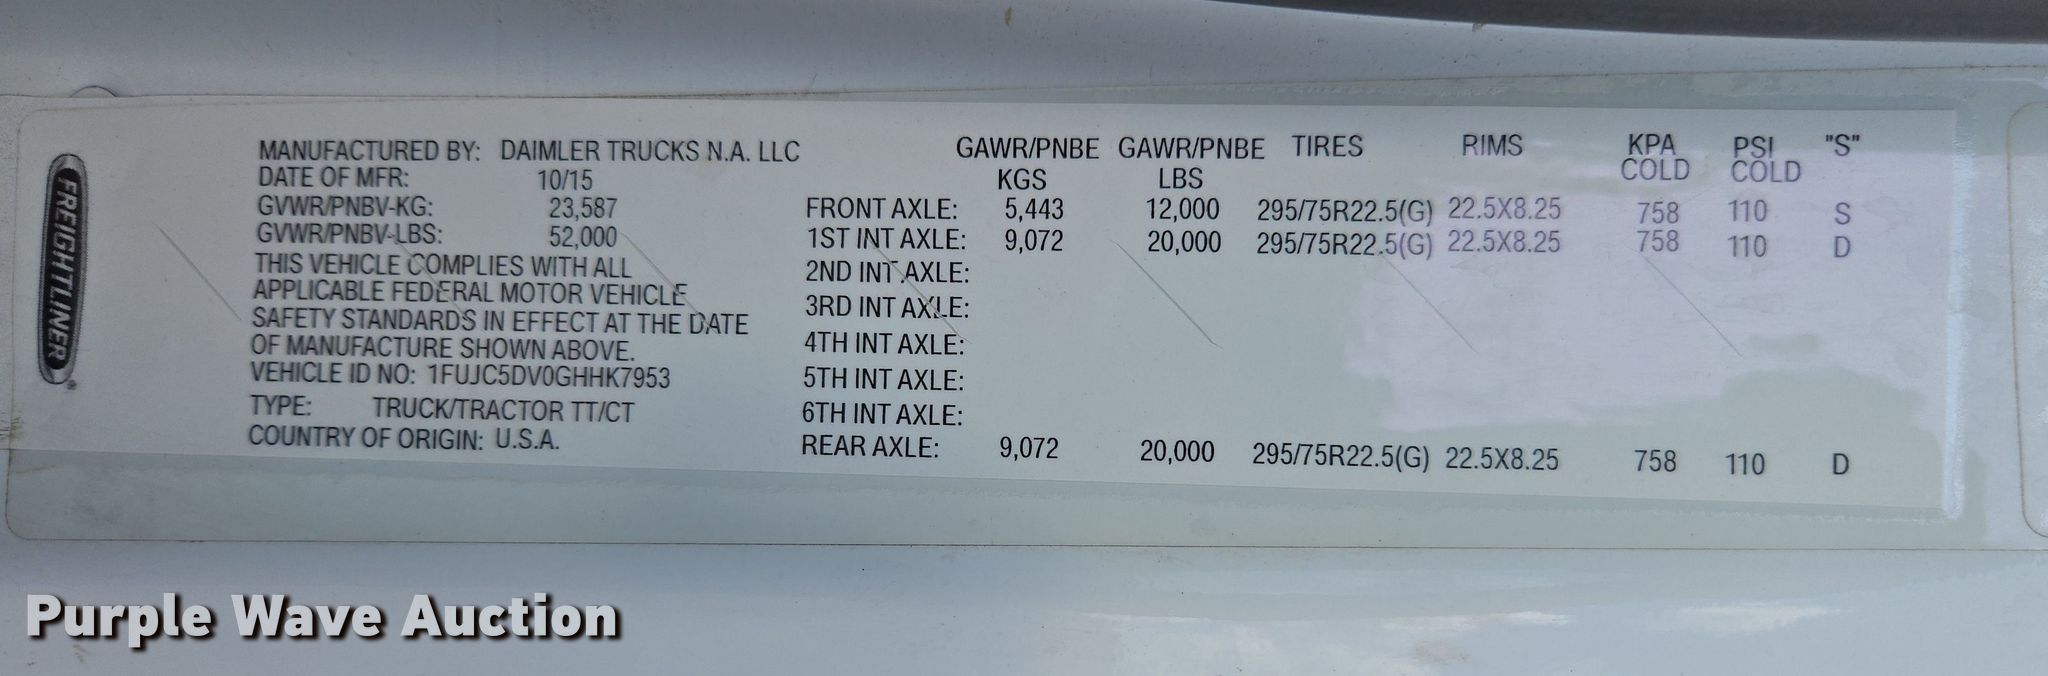 FREIGHTLINER®
MANUFACTURED BY: DAIMLER TRUCKS N.A. LLC
DATE OF MFR: 10/15
GVWR/PNBV-KG: 23,587
GVWR/PNBV-LBS: 52,000
THIS VEHICLE COMPLIES WITH ALL
APPLICABLE FEDERAL MOTOR VEHICLE
SAFETY STANDARDS IN EFFECT AT THE DATE
OF MANUFACTURE SHOWN ABOVE.
VEHICLE ID NO: 1FUJC5DV0GHHK7953
TYPE: TRUCK/TRACTOR TT/CT
COUNTRY OF ORIGIN: U.S.A.
GAWR/PNBE GAWR/PNBE TIRES RIMS KPA PSI "S"
KGS LBS COLD COLD
FRONT AXLE: 5,443 12,000 295/75R22.5(G) 22.5X8.25 758 110 S
1ST INT AXLE: 9,072 20,000 295/75R22.5(G) 22.5X8.25 758 110 D
2ND INT AXLE:
3RD INT AXLE:
4TH INT AXLE:
5TH INT AXLE:
6TH INT AXLE:
REAR AXLE: 9,072 20,000 295/75R22.5(G) 22.5X8.25 758 110 D
Purple Wave Auction